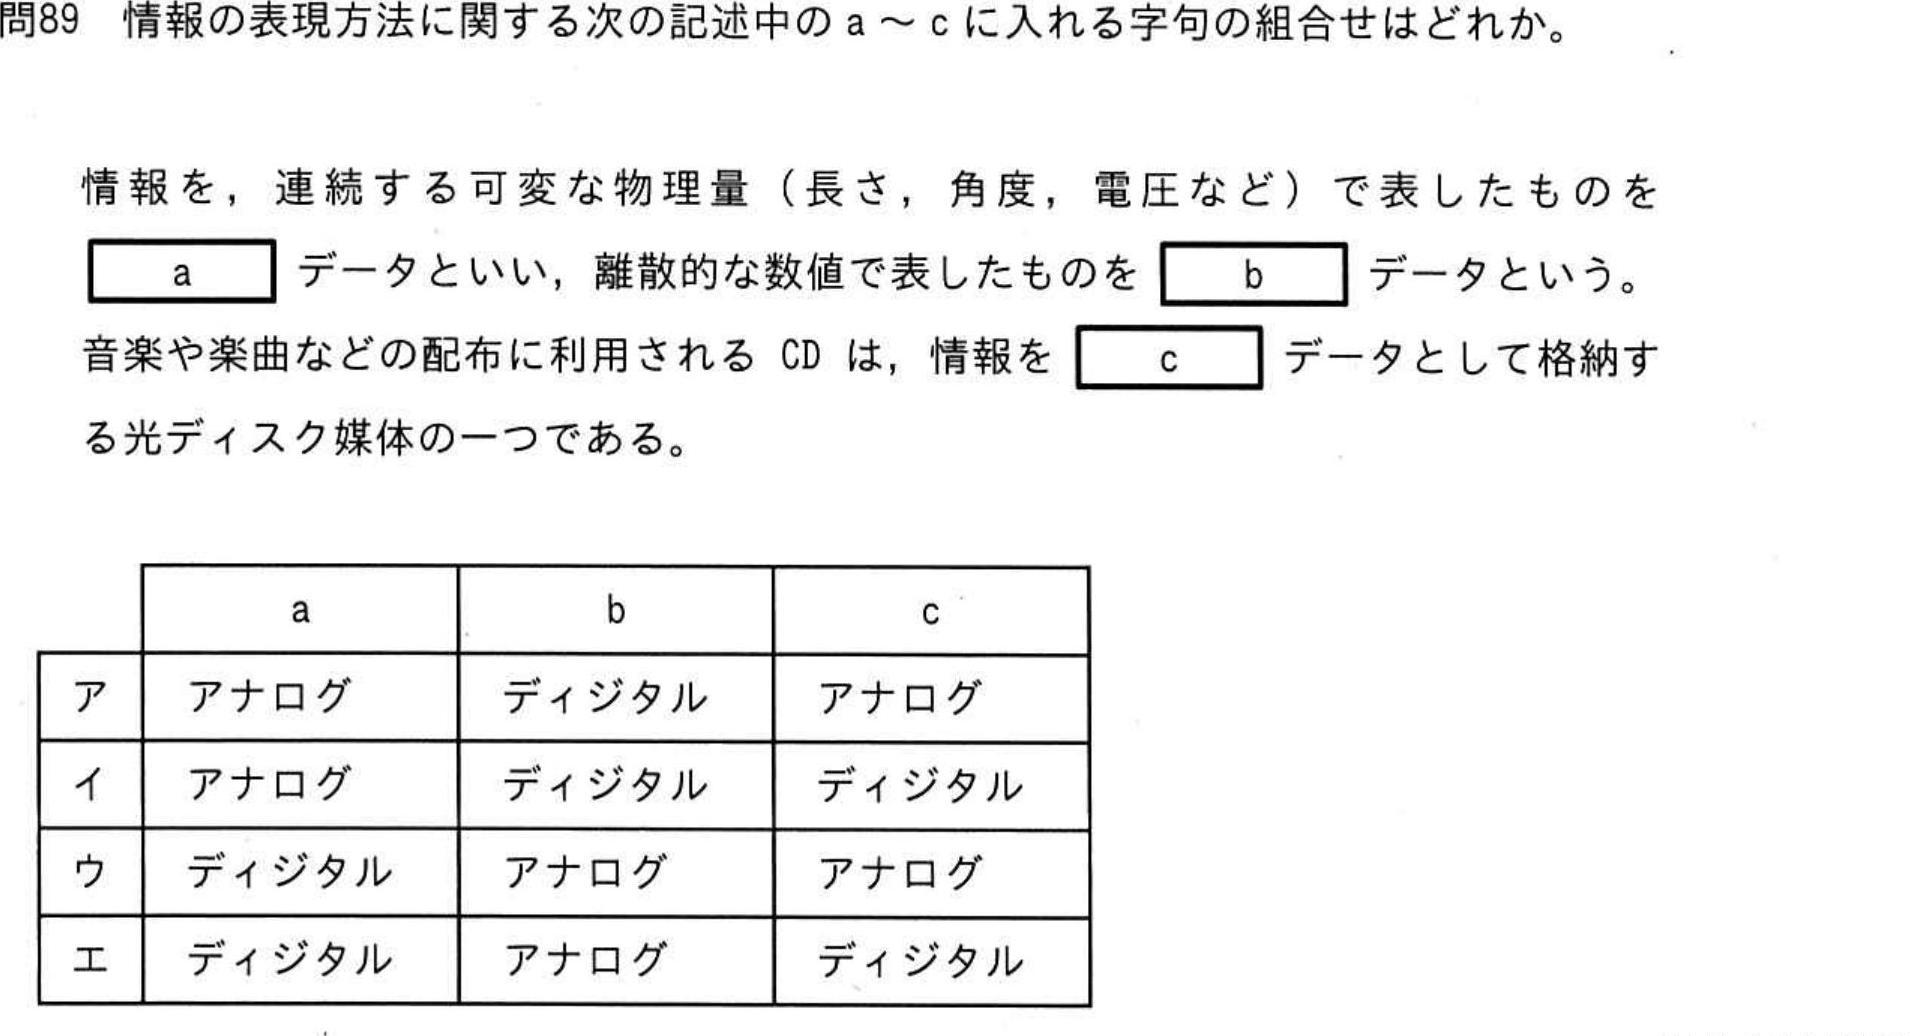 問89 情報の表現方法に関する次の記述中の a ～ c に入れる字句の組合せはどれか。
情報を，連続する可変な物理量（長さ，角度，電圧など）で表したものを
a データといい，離散的な数値で表したものを b データという。
音楽や楽曲などの配布に利用される CD は，情報を c データとして格納す
る光ディスク媒体の一つである。
a b c
ア アナログ ディジタル アナログ
イ アナログ ディジタル ディジタル
ウ ディジタル アナログ アナログ
エ ディジタル アナログ ディジタル